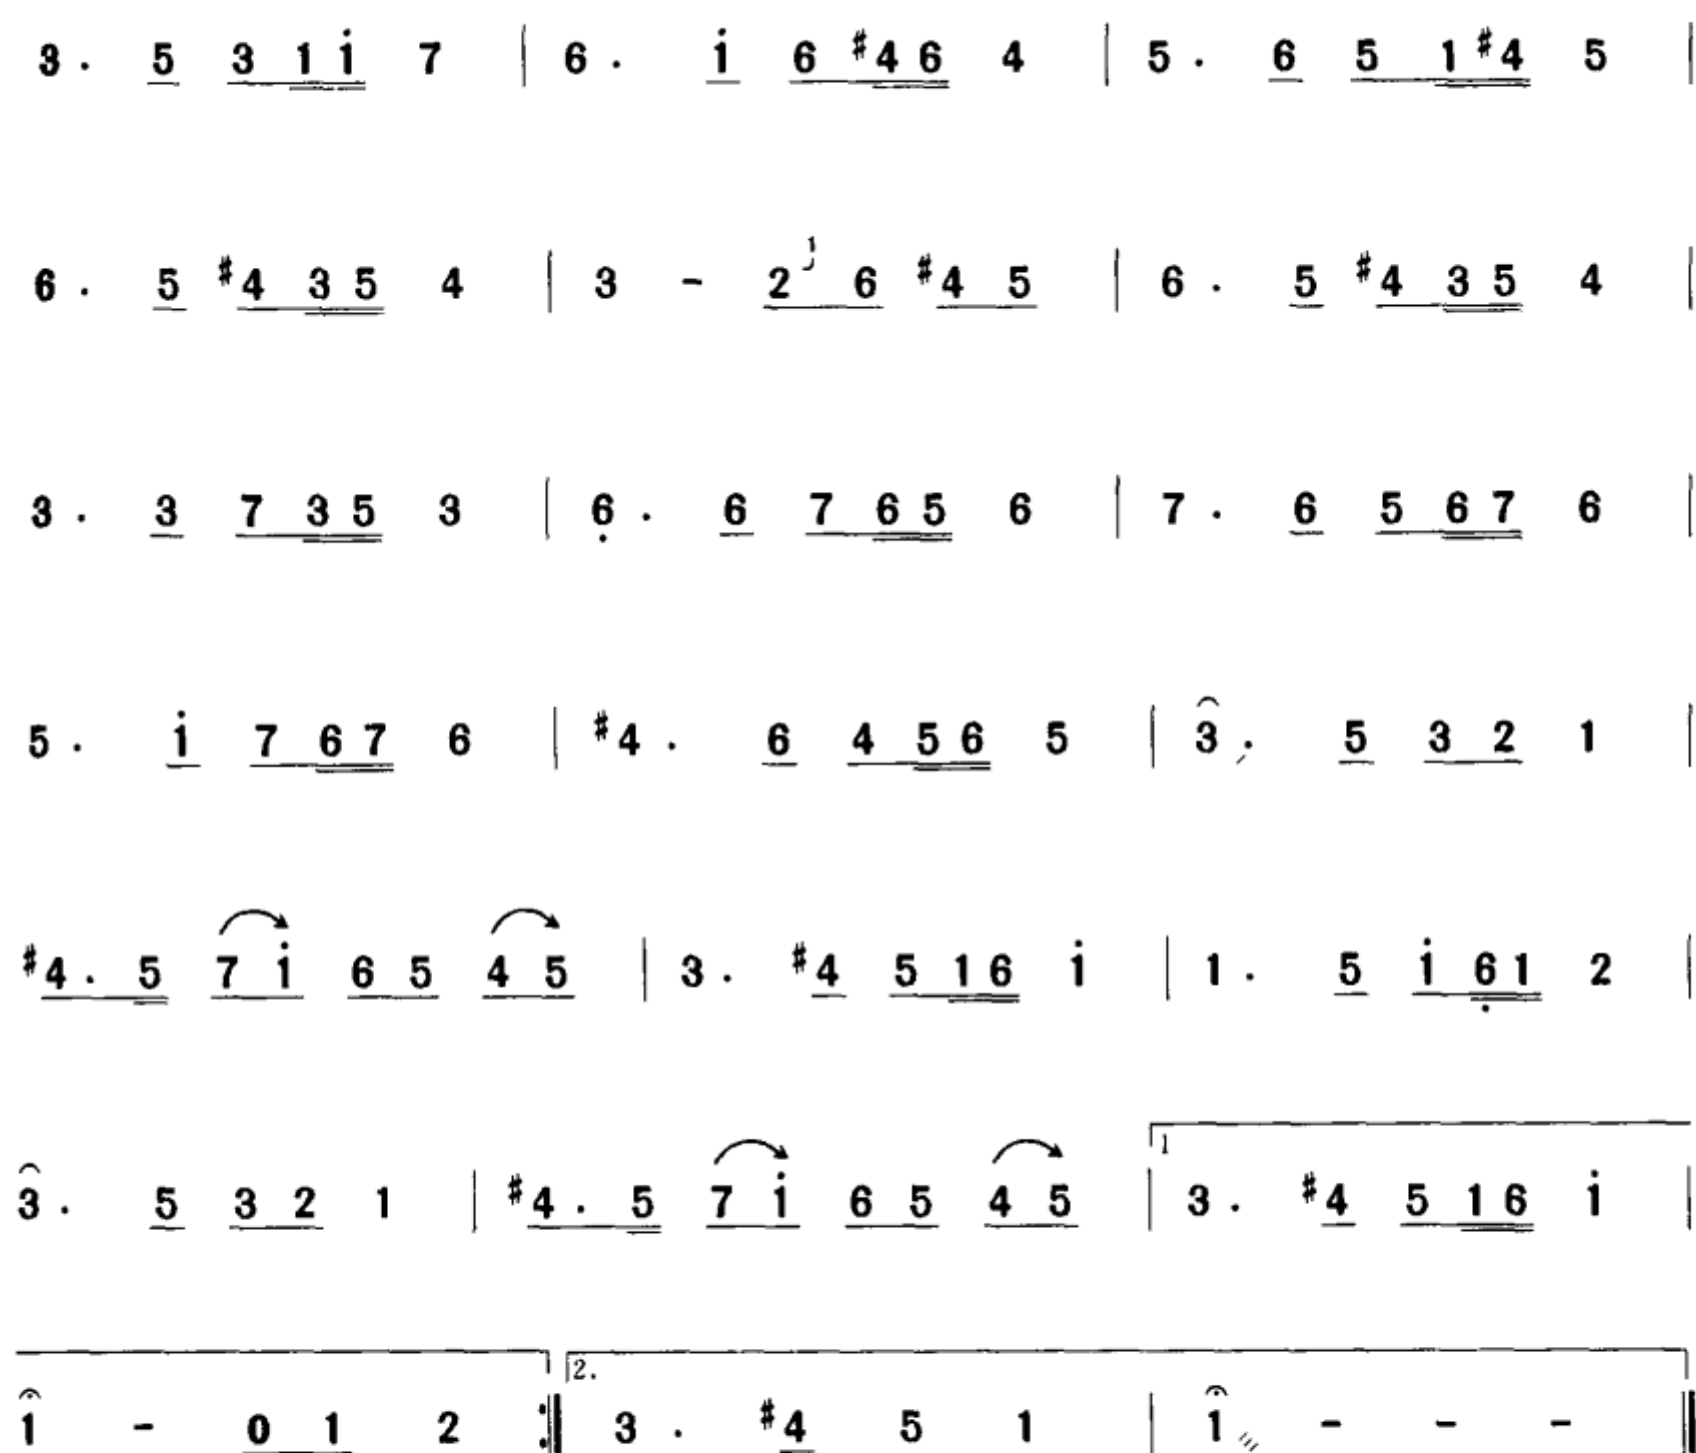 3 . 5 3 1 i 7 | 6 . i 6 #4 6 4 | 5 . 6 5 1 #4 5 |
6 . 5 #4 3 5 4 | 3 - 2 1 6 #4 5 | 6 . 5 #4 3 5 4 |
3 . 3 7 3 5 3 | 6 . 6 7 6 5 6 | 7 . 6 5 6 7 6 |
5 . i 7 6 7 6 | #4 . 6 4 5 6 5 | 3 . 5 3 2 1 |
#4 . 5 7 i 6 5 4 5 | 3 . #4 5 1 6 i | 1 . 5 i 6 1 2 |
1
3 . 5 3 2 1 | #4 . 5 7 i 6 5 4 5 | 3 . #4 5 1 6 i |
2.
1 - 0 1 2 :‖ 3 . #4 5 1 | 1 - - - ‖